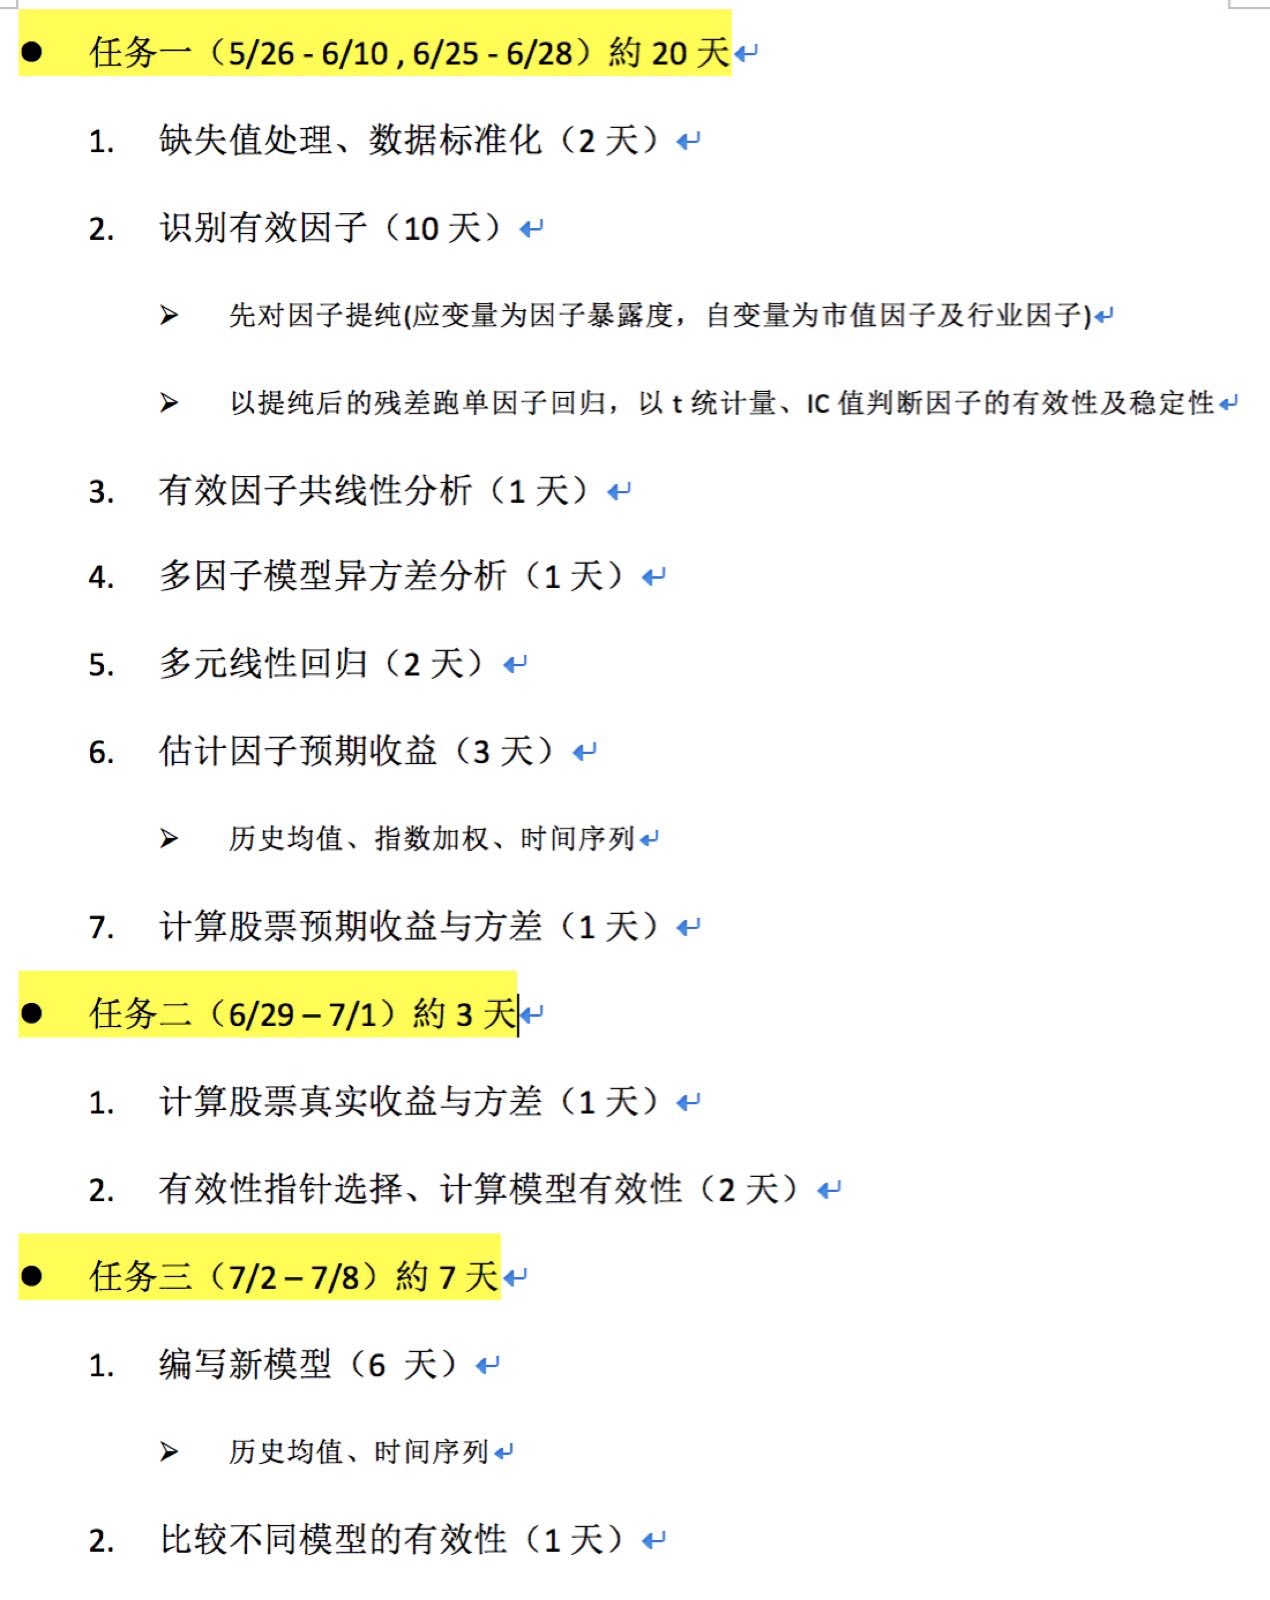 ● 任务一（5/26 - 6/10 , 6/25 - 6/28）約 20 天
1. 缺失值处理、数据标准化（2 天）
2. 识别有效因子（10 天）
➢ 先对因子提纯(应变量为因子暴露度，自变量为市值因子及行业因子)
➢ 以提纯后的残差跑单因子回归，以 t 统计量、IC 值判断因子的有效性及稳定性
3. 有效因子共线性分析（1 天）
4. 多因子模型异方差分析（1 天）
5. 多元线性回归（2 天）
6. 估计因子预期收益（3 天）
➢ 历史均值、指数加权、时间序列
7. 计算股票预期收益与方差（1 天）
● 任务二（6/29 – 7/1）約 3 天
1. 计算股票真实收益与方差（1 天）
2. 有效性指针选择、计算模型有效性（2 天）
● 任务三（7/2 – 7/8）約 7 天
1. 编写新模型（6 天）
➢ 历史均值、时间序列
2. 比较不同模型的有效性（1 天）